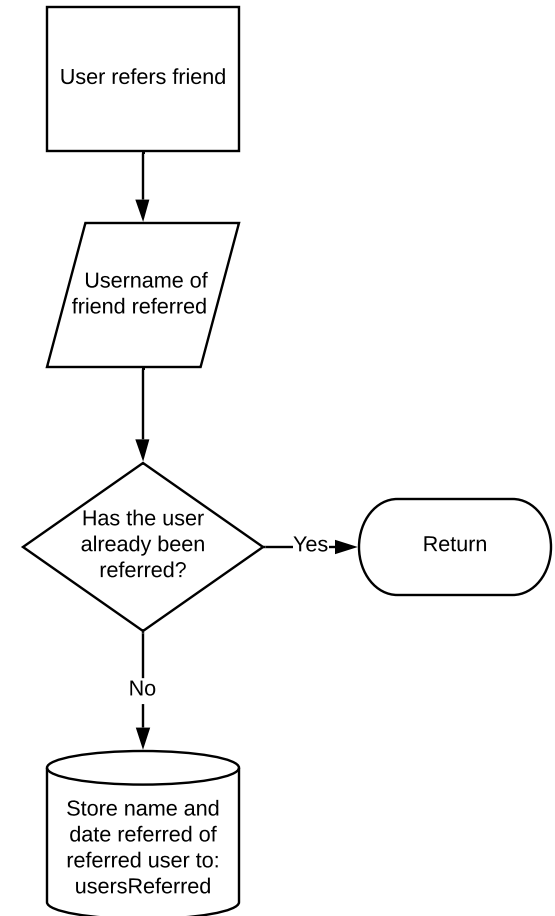 User refers friend
Username of
friend referred
Has the user
already been
referred?
Yes
Return
No
Store name and
date referred of
referred user to:
usersReferred